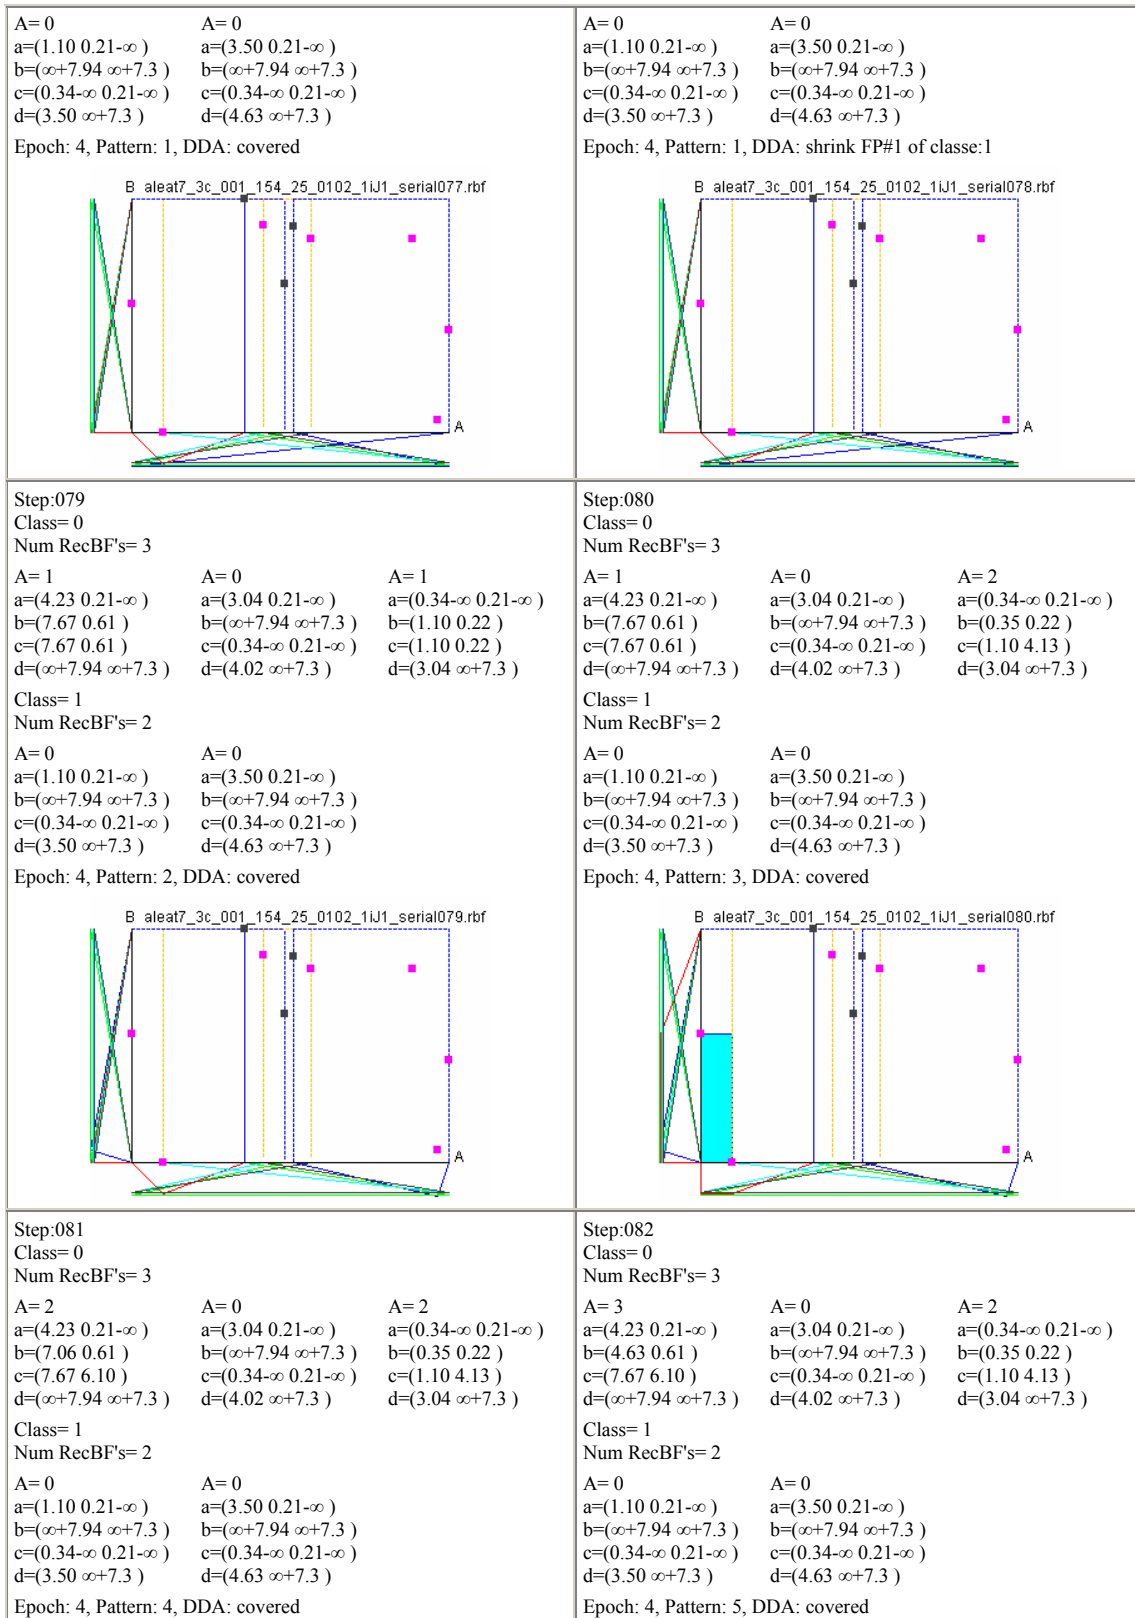 A= 0 A= 0
a=(1.10 0.21-∞ ) a=(3.50 0.21-∞ )
b=(∞+7.94 ∞+7.3 ) b=(∞+7.94 ∞+7.3 )
c=(0.34-∞ 0.21-∞ ) c=(0.34-∞ 0.21-∞ )
d=(3.50 ∞+7.3 ) d=(4.63 ∞+7.3 )
Epoch: 4, Pattern: 1, DDA: covered
B aleat7_3c_001_154_25_0102_1iJ1_serial077.rbf
A
A= 0 A= 0
a=(1.10 0.21-∞ ) a=(3.50 0.21-∞ )
b=(∞+7.94 ∞+7.3 ) b=(∞+7.94 ∞+7.3 )
c=(0.34-∞ 0.21-∞ ) c=(0.34-∞ 0.21-∞ )
d=(3.50 ∞+7.3 ) d=(4.63 ∞+7.3 )
Epoch: 4, Pattern: 1, DDA: shrink FP#1 of classe:1
B aleat7_3c_001_154_25_0102_1iJ1_serial078.rbf
A
Step:079
Class= 0
Num RecBF's= 3
A= 1 A= 0 A= 1
a=(4.23 0.21-∞ ) a=(3.04 0.21-∞ ) a=(0.34-∞ 0.21-∞ )
b=(7.67 0.61 ) b=(∞+7.94 ∞+7.3 ) b=(1.10 0.22 )
c=(7.67 0.61 ) c=(0.34-∞ 0.21-∞ ) c=(1.10 0.22 )
d=(∞+7.94 ∞+7.3 ) d=(4.02 ∞+7.3 ) d=(3.04 ∞+7.3 )
Class= 1
Num RecBF's= 2
A= 0 A= 0
a=(1.10 0.21-∞ ) a=(3.50 0.21-∞ )
b=(∞+7.94 ∞+7.3 ) b=(∞+7.94 ∞+7.3 )
c=(0.34-∞ 0.21-∞ ) c=(0.34-∞ 0.21-∞ )
d=(3.50 ∞+7.3 ) d=(4.63 ∞+7.3 )
Epoch: 4, Pattern: 2, DDA: covered
B aleat7_3c_001_154_25_0102_1iJ1_serial079.rbf
A
Step:080
Class= 0
Num RecBF's= 3
A= 1 A= 0 A= 2
a=(4.23 0.21-∞ ) a=(3.04 0.21-∞ ) a=(0.34-∞ 0.21-∞ )
b=(7.67 0.61 ) b=(∞+7.94 ∞+7.3 ) b=(0.35 0.22 )
c=(7.67 0.61 ) c=(0.34-∞ 0.21-∞ ) c=(1.10 4.13 )
d=(∞+7.94 ∞+7.3 ) d=(4.02 ∞+7.3 ) d=(3.04 ∞+7.3 )
Class= 1
Num RecBF's= 2
A= 0 A= 0
a=(1.10 0.21-∞ ) a=(3.50 0.21-∞ )
b=(∞+7.94 ∞+7.3 ) b=(∞+7.94 ∞+7.3 )
c=(0.34-∞ 0.21-∞ ) c=(0.34-∞ 0.21-∞ )
d=(3.50 ∞+7.3 ) d=(4.63 ∞+7.3 )
Epoch: 4, Pattern: 3, DDA: covered
B aleat7_3c_001_154_25_0102_1iJ1_serial080.rbf
A
Step:081
Class= 0
Num RecBF's= 3
A= 2 A= 0 A= 2
a=(4.23 0.21-∞ ) a=(3.04 0.21-∞ ) a=(0.34-∞ 0.21-∞ )
b=(7.06 0.61 ) b=(∞+7.94 ∞+7.3 ) b=(0.35 0.22 )
c=(7.67 6.10 ) c=(0.34-∞ 0.21-∞ ) c=(1.10 4.13 )
d=(∞+7.94 ∞+7.3 ) d=(4.02 ∞+7.3 ) d=(3.04 ∞+7.3 )
Class= 1
Num RecBF's= 2
A= 0 A= 0
a=(1.10 0.21-∞ ) a=(3.50 0.21-∞ )
b=(∞+7.94 ∞+7.3 ) b=(∞+7.94 ∞+7.3 )
c=(0.34-∞ 0.21-∞ ) c=(0.34-∞ 0.21-∞ )
d=(3.50 ∞+7.3 ) d=(4.63 ∞+7.3 )
Epoch: 4, Pattern: 4, DDA: covered
Step:082
Class= 0
Num RecBF's= 3
A= 3 A= 0 A= 2
a=(4.23 0.21-∞ ) a=(3.04 0.21-∞ ) a=(0.34-∞ 0.21-∞ )
b=(4.63 0.61 ) b=(∞+7.94 ∞+7.3 ) b=(0.35 0.22 )
c=(7.67 6.10 ) c=(0.34-∞ 0.21-∞ ) c=(1.10 4.13 )
d=(∞+7.94 ∞+7.3 ) d=(4.02 ∞+7.3 ) d=(3.04 ∞+7.3 )
Class= 1
Num RecBF's= 2
A= 0 A= 0
a=(1.10 0.21-∞ ) a=(3.50 0.21-∞ )
b=(∞+7.94 ∞+7.3 ) b=(∞+7.94 ∞+7.3 )
c=(0.34-∞ 0.21-∞ ) c=(0.34-∞ 0.21-∞ )
d=(3.50 ∞+7.3 ) d=(4.63 ∞+7.3 )
Epoch: 4, Pattern: 5, DDA: covered